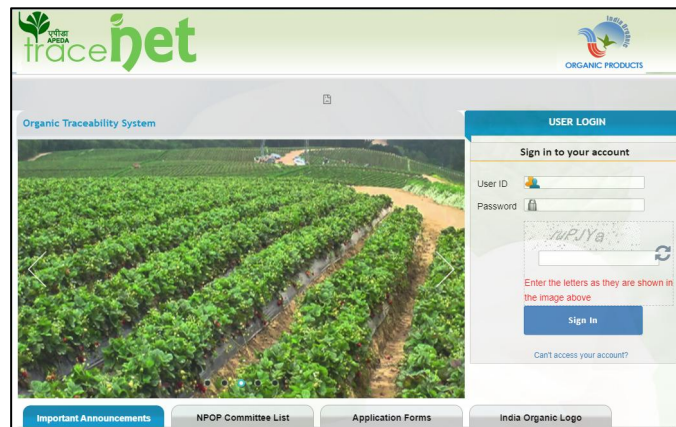 एपीडा
APEDA
tracenet
India Organic
ORGANIC PRODUCTS
Organic Traceability System
USER LOGIN
Sign in to your account
User ID
Password
Enter the letters as they are shown in
the image above
Sign In
Can't access your account?
Important Announcements
NPOP Committee List
Application Forms
India Organic Logo